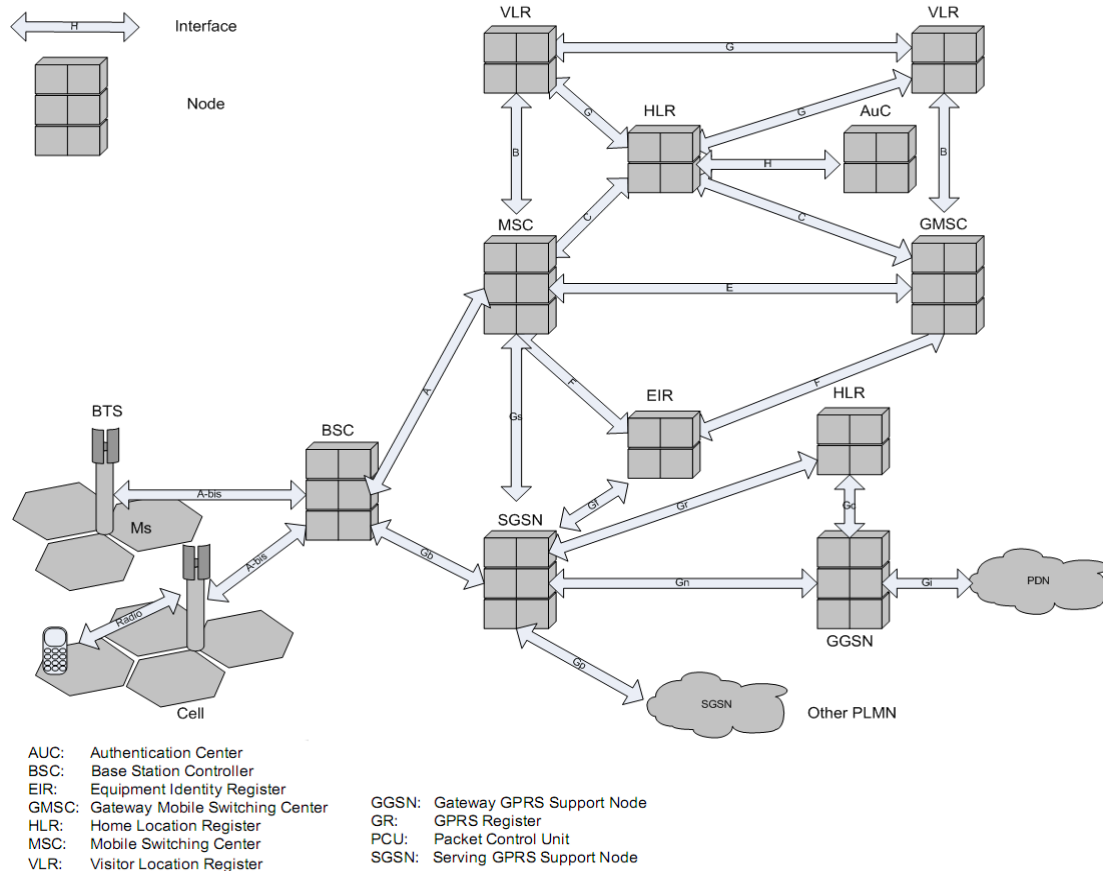 H
Interface
Node
VLR
VLR
G
G
G
HLR
AuC
H
B
B
C
C
MSC
GMSC
E
A
F
F
Gs
EIR
HLR
BTS
BSC
A-bis
Ms
A-bis
Gf
Gr
Gc
SGSN
Gb
Gn
Gi
PDN
Radio
GGSN
Gp
SGSN
Other PLMN
Cell
AUC: Authentication Center
BSC: Base Station Controller
EIR: Equipment Identity Register
GMSC: Gateway Mobile Switching Center
HLR: Home Location Register
MSC: Mobile Switching Center
VLR: Visitor Location Register
GGSN: Gateway GPRS Support Node
GR: GPRS Register
PCU: Packet Control Unit
SGSN: Serving GPRS Support Node